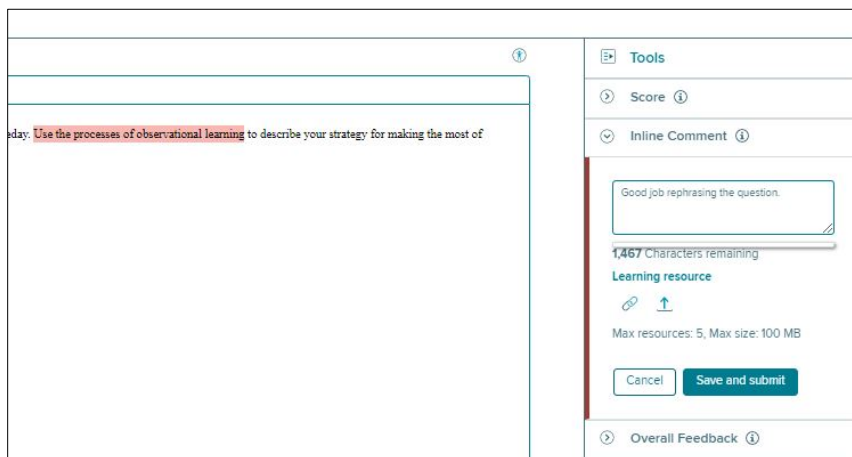 Tools
Score
Inline Comment
Use the processes of observational learning to describe your strategy for making the most of
Good job rephrasing the question.
1,467 Characters remaining
Learning resource
Max resources: 5, Max size: 100 MB
Cancel
Save and submit
Overall Feedback